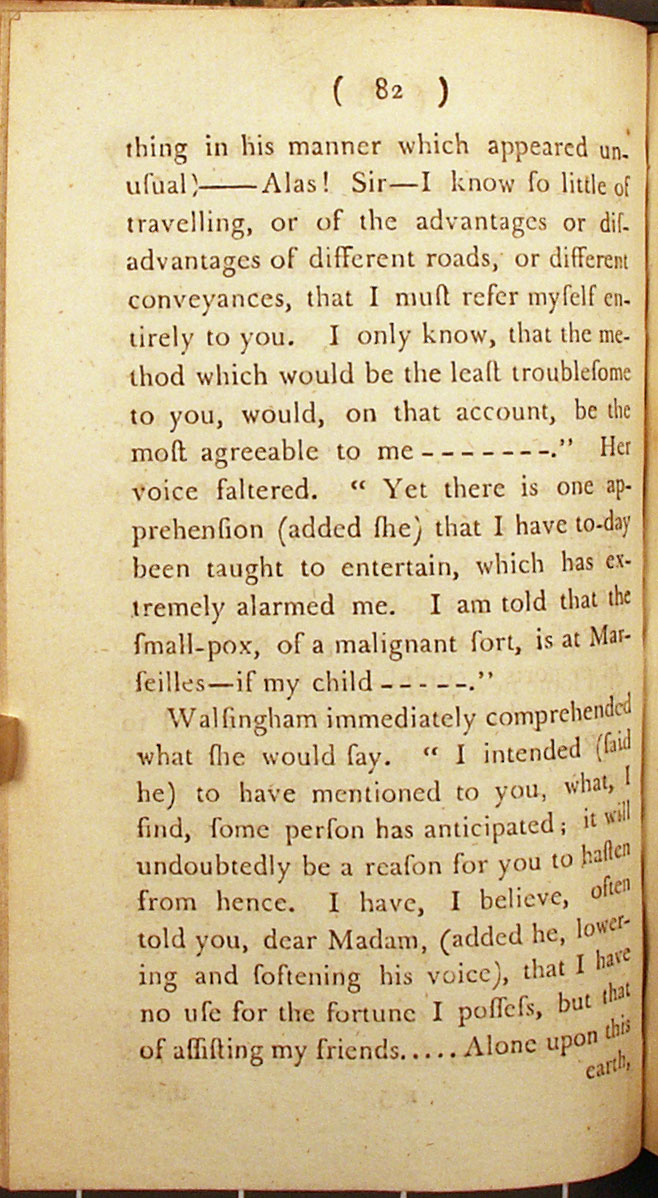 ( 82 )
thing in his manner which appeared un-
uſual)——Alas! Sir—I know ſo little of
travelling, or of the advantages or diſ-
advantages of different roads, or different
conveyances, that I muſt refer myſelf en-
tirely to you. I only know, that the me-
thod which would be the leaſt troubleſome
to you, would, on that account, be the
moſt agreeable to me - - - - - - -.” Her
voice faltered. “ Yet there is one ap-
prehenſion (added ſhe) that I have to-day
been taught to entertain, which has ex-
tremely alarmed me. I am told that the
ſmall-pox, of a malignant ſort, is at Mar-
ſeilles—if my child - - - - -.”
Walſingham immediately comprehended
what ſhe would ſay. “ I intended (ſaid
he) to have mentioned to you, what, I
find, ſome perſon has anticipated; it will
undoubtedly be a reaſon for you to haſten
from hence. I have, I believe, often
told you, dear Madam, (added he, lower-
ing and ſoftening his voice), that I have
no uſe for the fortune I poſſeſs, but that
of aſſiſting my friends.....Alone upon this
earth,